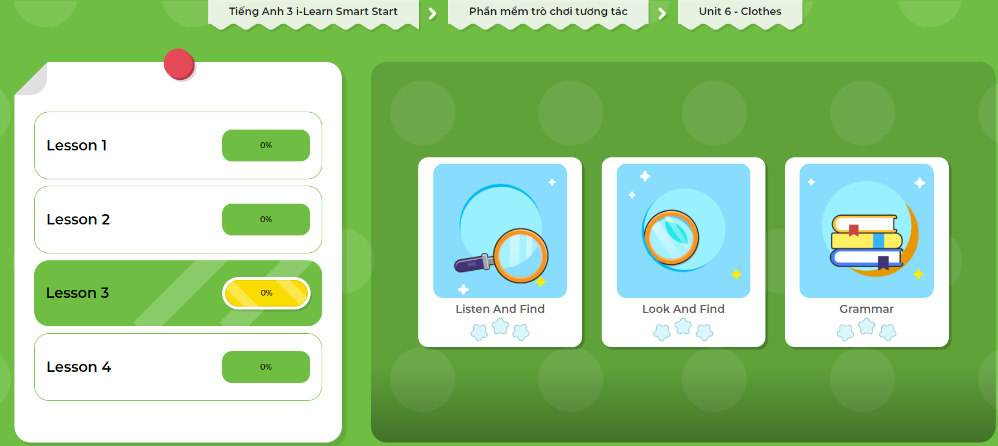 Tiếng Anh 3 i-Learn Smart Start
Phần mềm trò chơi tương tác
Unit 6 - Clothes
Lesson 1
0%
Lesson 2
0%
Lesson 3
0%
Lesson 4
0%
Listen And Find
Look And Find
Grammar